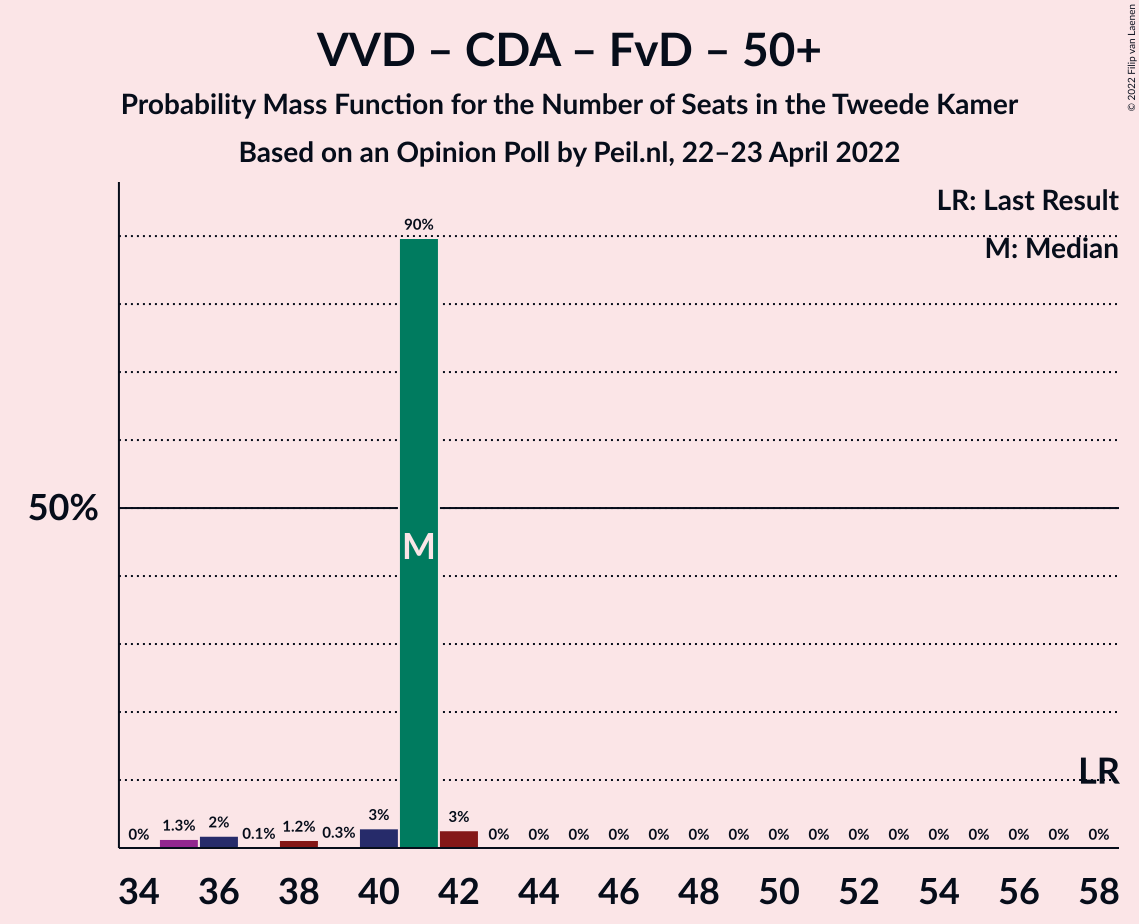 VVD – CDA – FvD – 50+
Probability Mass Function for the Number of Seats in the Tweede Kamer
Based on an Opinion Poll by Peil.nl, 22–23 April 2022
© 2022 Filip van Laenen
LR: Last Result
M: Median
50%
90%
M
LR
0% 1.3% 2% 0.1% 1.2% 0.3% 3% 3% 0% 0% 0% 0% 0% 0% 0% 0% 0% 0% 0% 0% 0% 0% 0% 0%
34 36 38 40 42 44 46 48 50 52 54 56 58